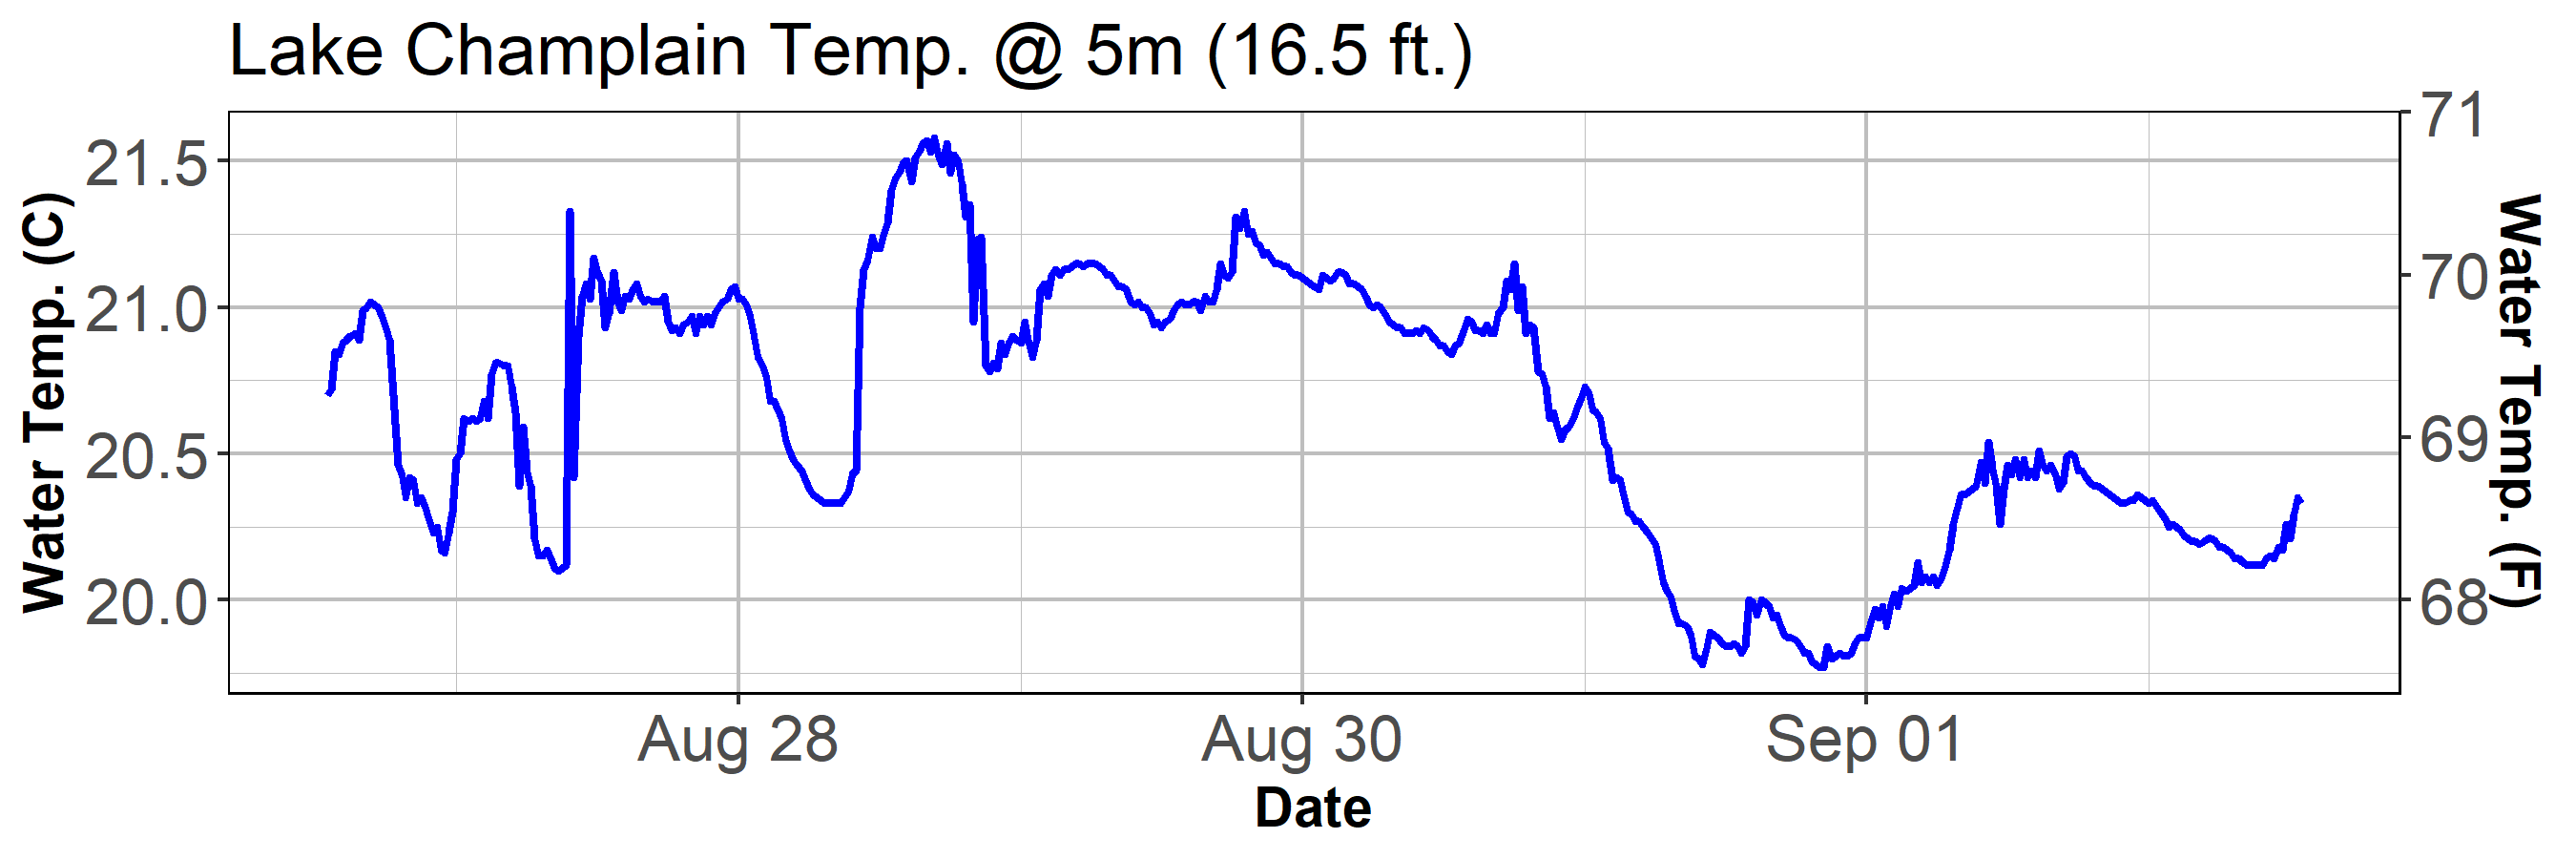 Lake Champlain Temp. @ 5m (16.5 ft.)
Water Temp. (C)
21.5
21.0
20.5
20.0
71
70
69
68
Water Temp. (F)
Aug 28
Aug 30
Sep 01
Date